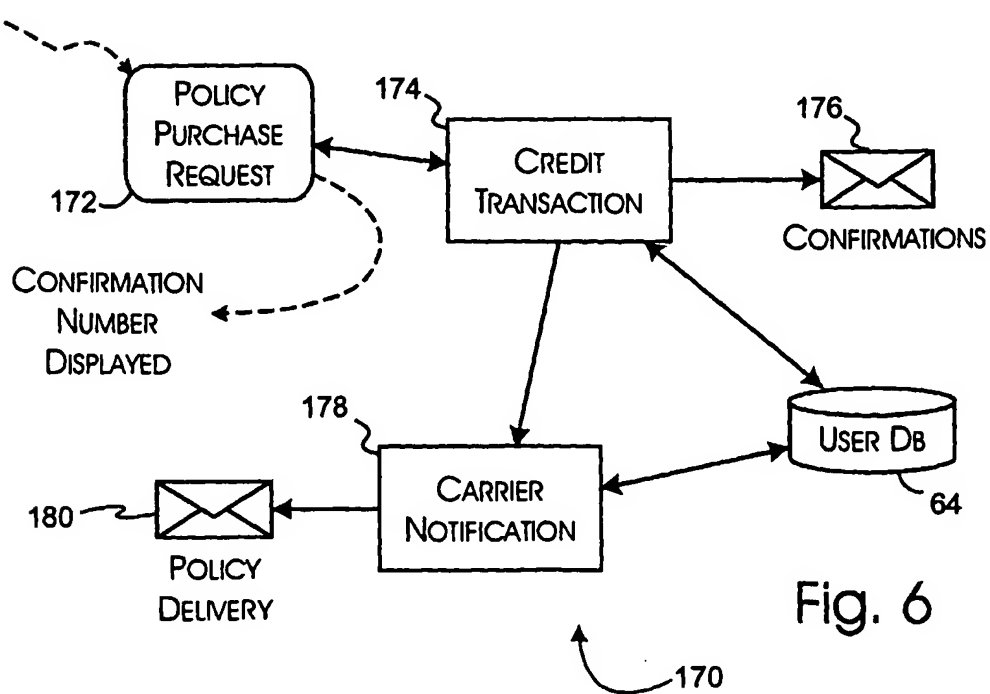 174
176
POLICY
PURCHASE
REQUEST
CREDIT
TRANSACTION
172
CONFIRMATIONS
CONFIRMATION
NUMBER
DISPLAYED
178
USER DB
CARRIER
NOTIFICATION
64
180
POLICY
DELIVERY
Fig. 6
170